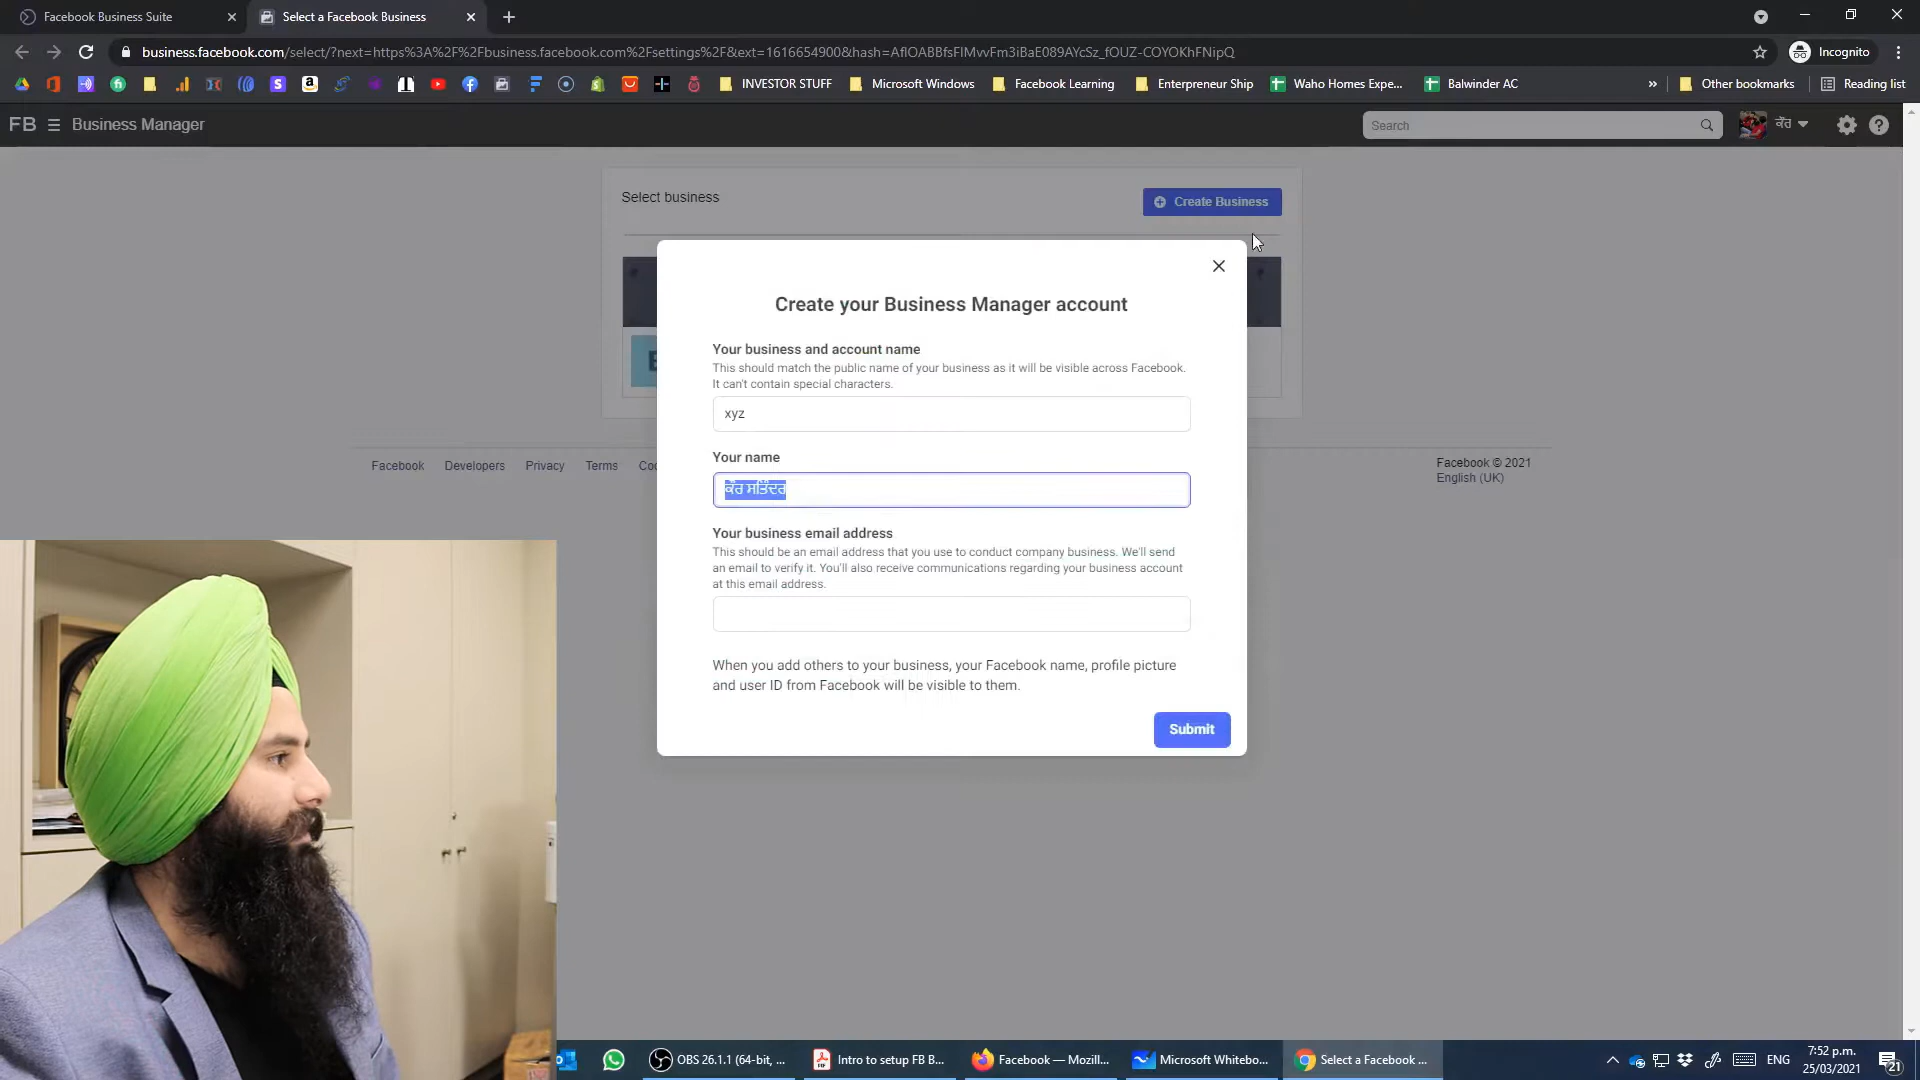 Facebook Business Suite
Select a Facebook Business
business.facebook.com/select/?next=https%3A%2F%2Fbusiness.facebook.com%2Fsettings%2F&ext=1616654900&hash=AflOABBfsFlMvvFm3iBaE089AYcSz_fOUZ-COYOKhFNipQ
Incognito
INVESTOR STUFF
Microsoft Windows
Facebook Learning
Enterpreneur Ship
Waho Homes Expe...
Balwinder AC
Other bookmarks
Reading list
FB Business Manager
Search
ਕੌਰ
Select business
Create Business
Create your Business Manager account
Your business and account name
This should match the public name of your business as it will be visible across Facebook.
It can't contain special characters.
xyz
Your name
ਕੌਰ ਸਤਿੰਦਰ
Your business email address
This should be an email address that you use to conduct company business. We'll send
an email to verify it. You'll also receive communications regarding your business account
at this email address.
When you add others to your business, your Facebook name, profile picture
and user ID from Facebook will be visible to them.
Submit
Facebook
Developers
Privacy
Terms
Facebook © 2021
English (UK)
OBS 26.1.1 (64-bit, ...
Intro to setup FB B...
Facebook — Mozill...
Microsoft Whitebo...
Select a Facebook ...
ENG
7:52 p.m.
25/03/2021
21